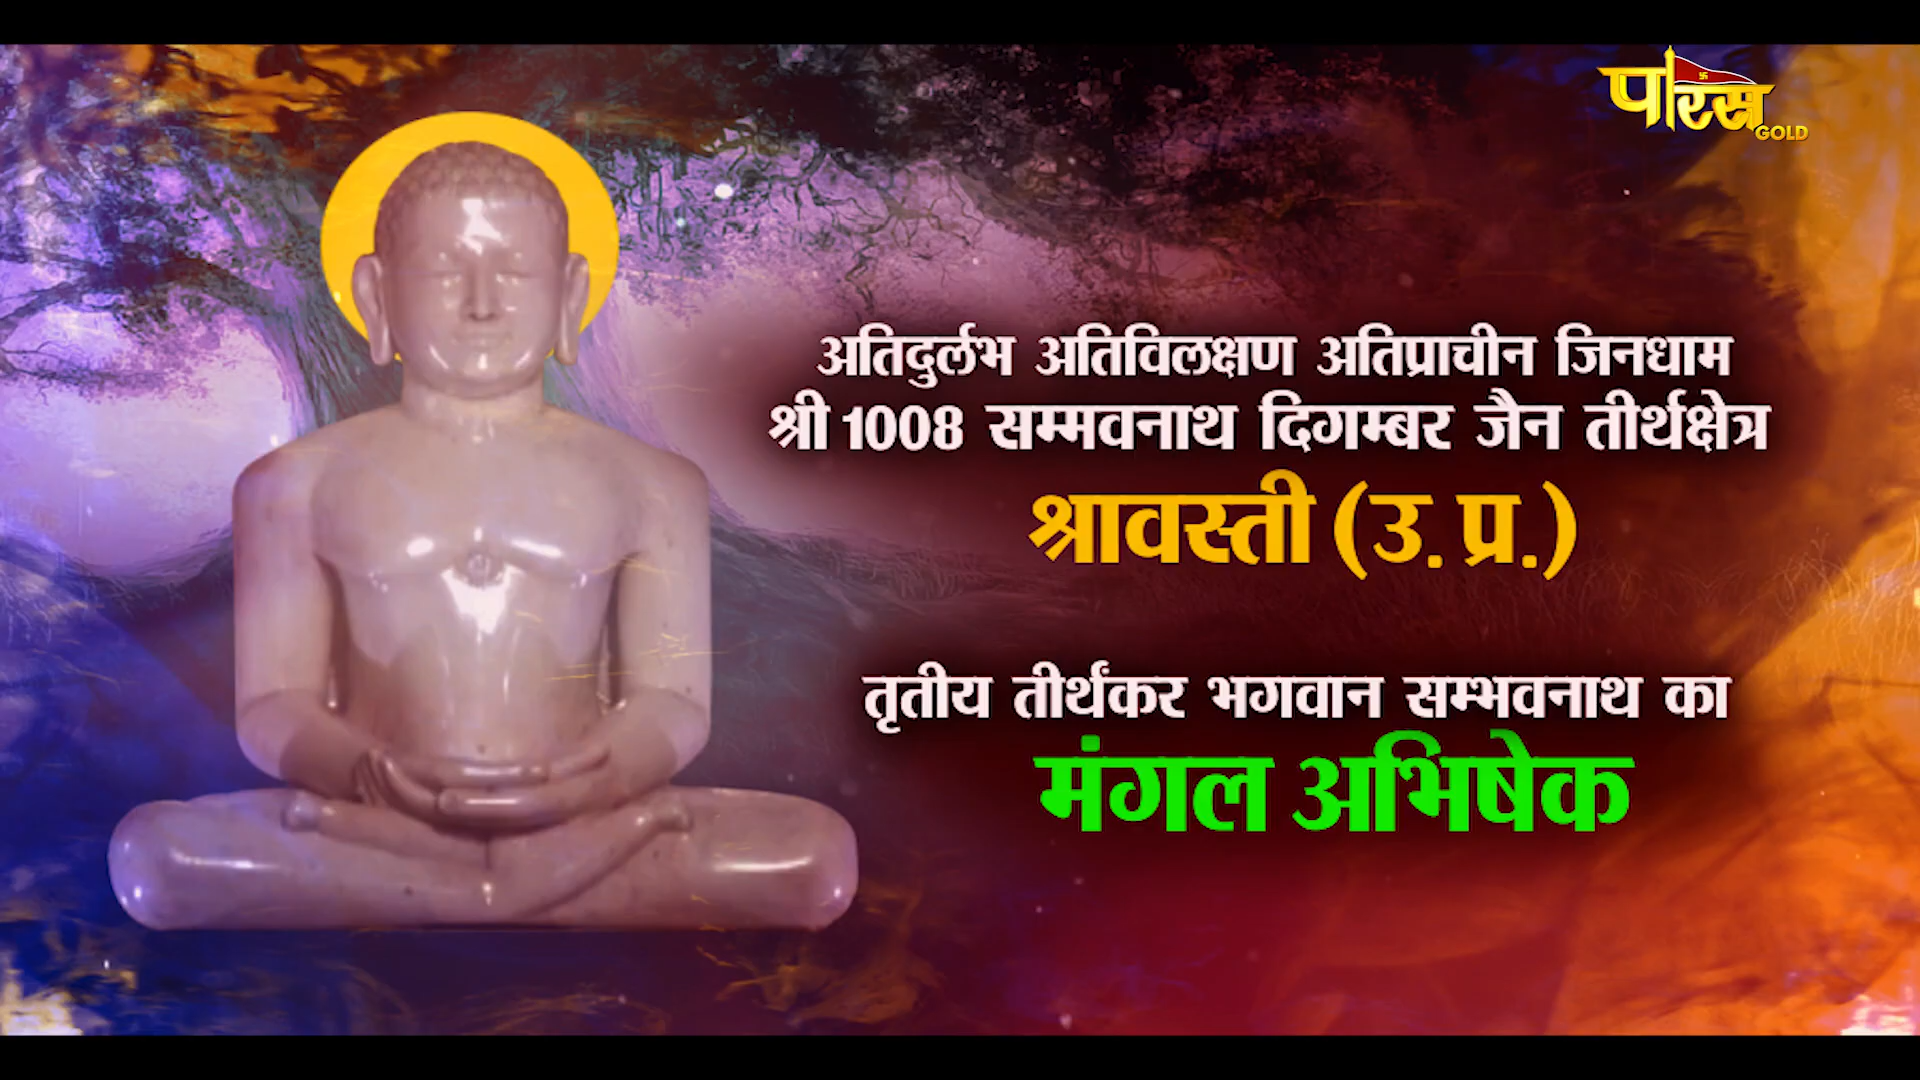 पारस
GOLD
अतिदुर्लभ अतिविलक्षण अतिप्राचीन जिनधाम
श्री 1008 सम्मवनाथ दिगम्बर जैन तीर्थक्षेत्र
श्रावस्ती (उ. प्र.)
तृतीय तीर्थंकर भगवान सम्भवनाथ का
मंगल अभिषेक